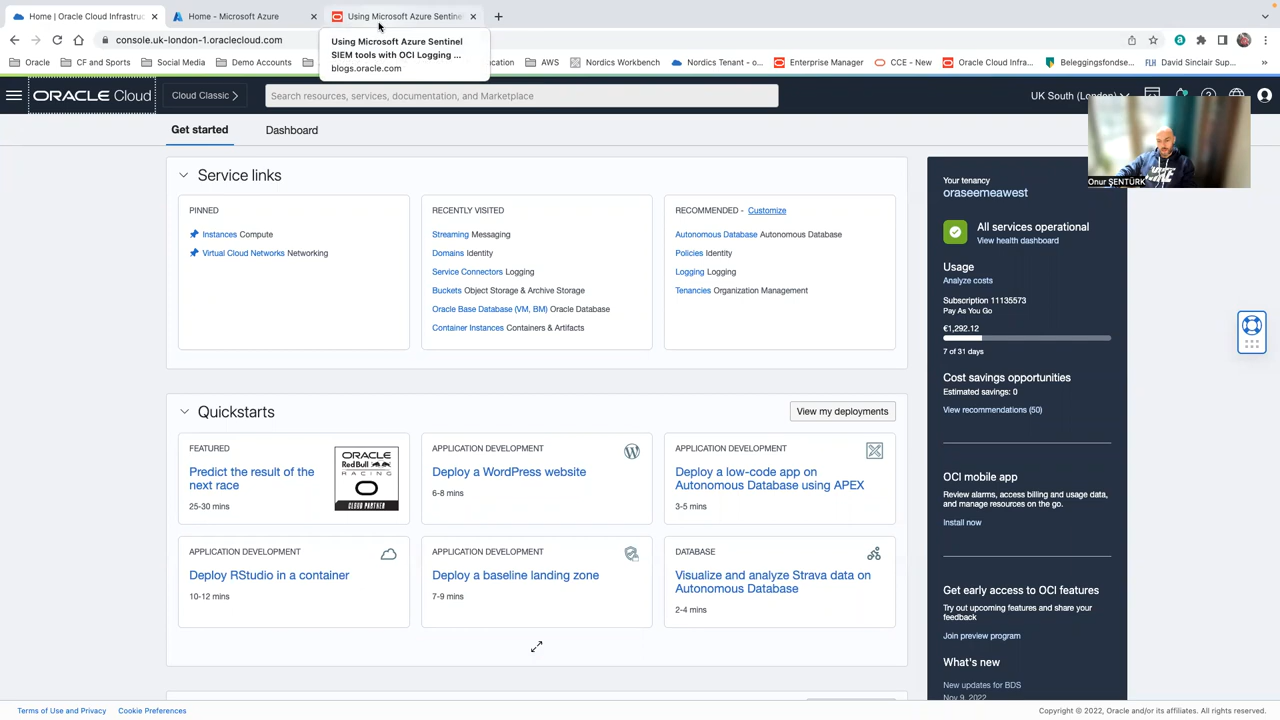 Home | Oracle Cloud Infrastruc
Home - Microsoft Azure
Using Microsoft Azure Sentine
Using Microsoft Azure Sentinel
SIEM tools with OCI Logging ...
blogs.oracle.com
console.uk-london-1.oraclecloud.com
Oracle
CF and Sports
Social Media
Demo Accounts
AWS
Nordics Workbench
Nordics Tenant - o...
Enterprise Manager
CCE - New
Oracle Cloud Infra...
Beleggingsfondse...
FLH
David Sinclair Sup...
ORACLE Cloud
Cloud Classic
Search resources, services, documentation, and Marketplace
UK South (London)
Onur ŞENTÜRK
Get started
Dashboard
Service links
PINNED
Instances Compute
Virtual Cloud Networks Networking
RECENTLY VISITED
Streaming Messaging
Domains Identity
Service Connectors Logging
Buckets Object Storage & Archive Storage
Oracle Base Database (VM, BM) Oracle Database
Container Instances Containers & Artifacts
RECOMMENDED - Customize
Autonomous Database Autonomous Database
Policies Identity
Logging Logging
Tenancies Organization Management
Quickstarts
View my deployments
FEATURED
Predict the result of the
next race
25-30 mins
ORACLE
Red Bull
RACING
CLOUD PARTNER
APPLICATION DEVELOPMENT
Deploy a WordPress website
6-8 mins
APPLICATION DEVELOPMENT
Deploy a low-code app on
Autonomous Database using APEX
3-5 mins
APPLICATION DEVELOPMENT
Deploy RStudio in a container
10-12 mins
APPLICATION DEVELOPMENT
Deploy a baseline landing zone
7-9 mins
DATABASE
Visualize and analyze Strava data on
Autonomous Database
2-4 mins
Your tenancy
oraseemeawest
All services operational
View health dashboard
Usage
Analyze costs
Subscription 11135573
Pay As You Go
€1,292.12
7 of 31 days
Cost savings opportunities
Estimated savings: 0
View recommendations (50)
OCI mobile app
Review alarms, access billing and usage data,
and manage resources on the go.
Install now
Get early access to OCI features
Try out upcoming features and share your
feedback
Join preview program
What's new
New updates for BDS
Nov 9, 2022
Terms of Use and Privacy
Cookie Preferences
Copyright © 2022, Oracle and/or its affiliates. All rights reserved.